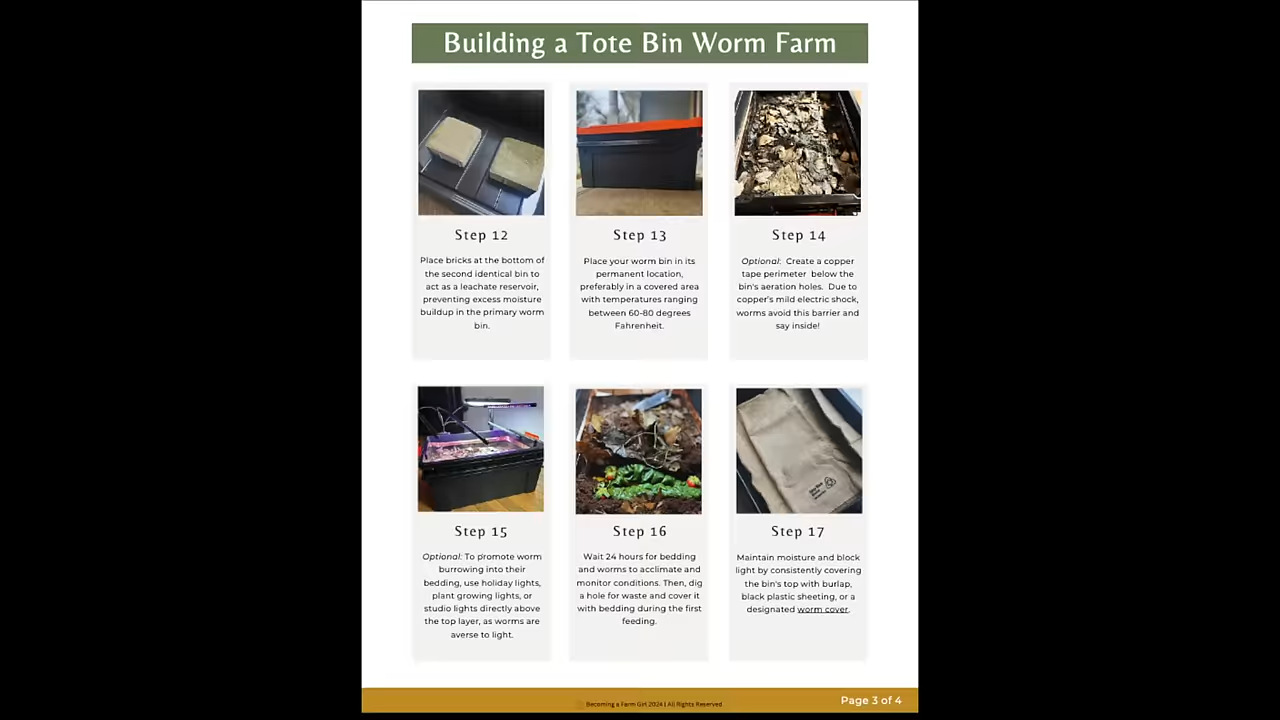 Building a Tote Bin Worm Farm
Step 12
Place bricks at the bottom of
the second identical bin to
act as a leachate reservoir,
preventing excess moisture
buildup in the primary worm
bin.
Step 13
Place your worm bin in its
permanent location,
preferably in a covered area
with temperatures ranging
between 60-80 degrees
Fahrenheit.
Step 14
Optional: Create a copper
tape perimeter below the
bin's aeration holes. Due to
copper's mild electric shock,
worms avoid this barrier and
say inside!
Step 15
Optional: To promote worm
burrowing into their
bedding, use holiday lights,
plant growing lights, or
studio lights directly above
the top layer, as worms are
averse to light.
Step 16
Wait 24 hours for bedding
and worms to acclimate and
monitor conditions. Then, dig
a hole for waste and cover it
with bedding during the first
feeding.
Step 17
Maintain moisture and block
light by consistently covering
the bin's top with burlap,
black plastic sheeting, or a
designated worm cover.
Becoming a Farm Girl 2024 | All Rights Reserved
Page 3 of 4